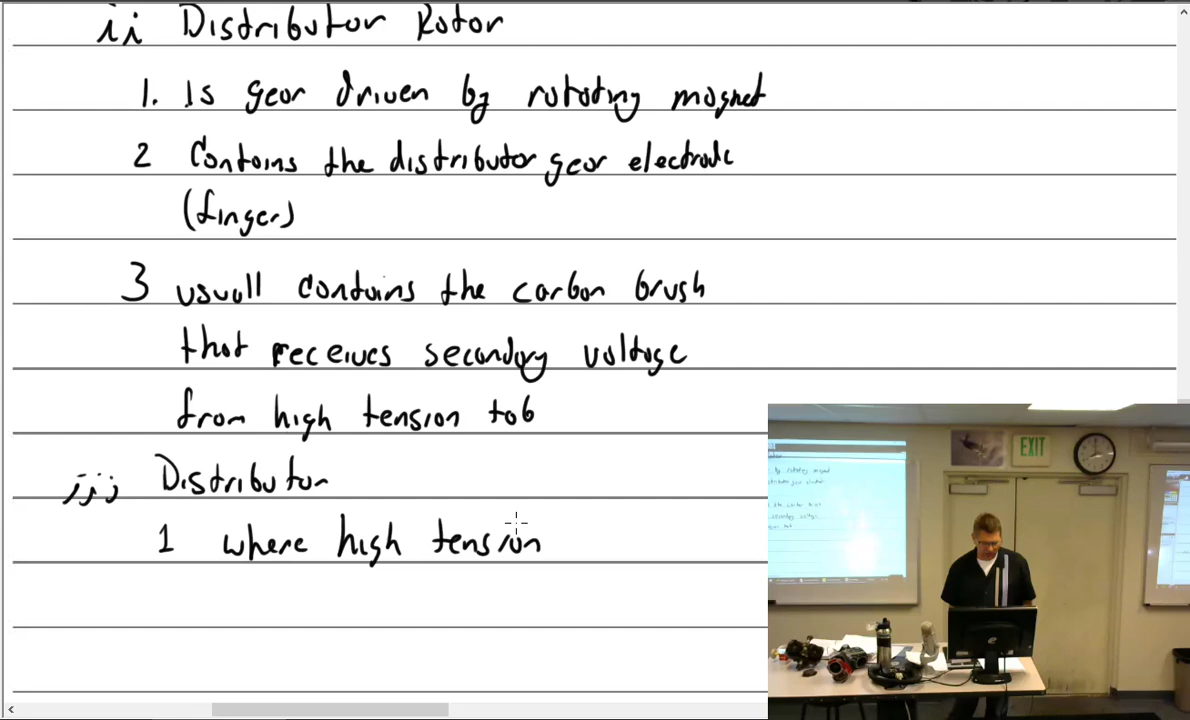 ii Distributor Rotor
1. Is gear driven by rotating magnet
2 Contains the distributor gear electrode
(finger)
3 usuall contains the carbon brush
that receives secondary voltage
from high tension tab
iii Distributor
1 where high tension
EXIT